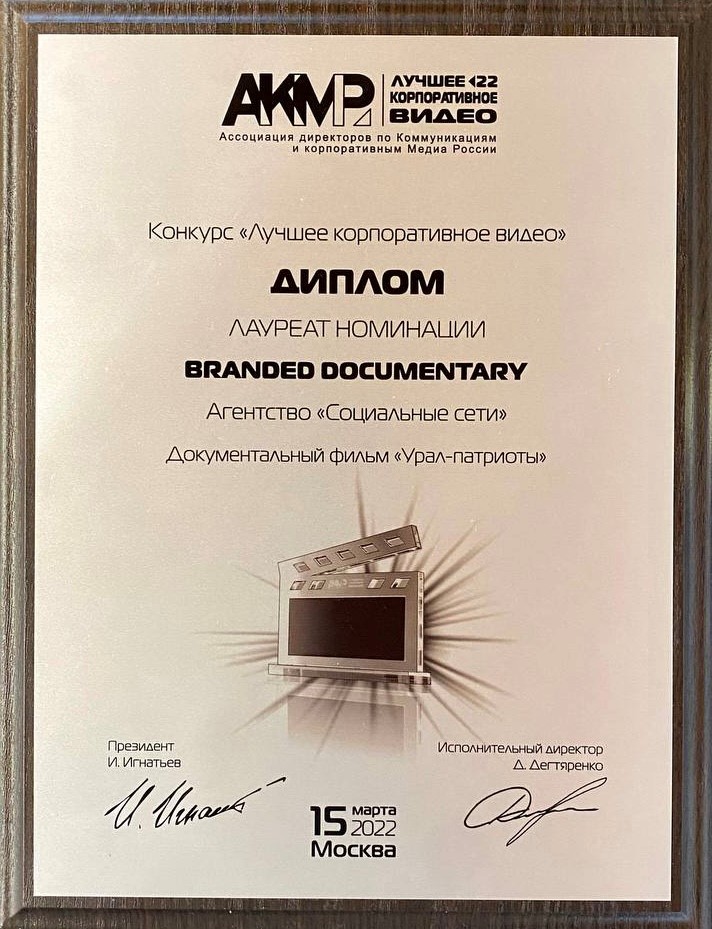 АКМР
ЛУЧШЕЕ 22
КОРПОРАТИВНОЕ
ВИДЕО
Ассоциация директоров по Коммуникациям
и корпоративным Медиа России
Конкурс «Лучшее корпоративное видео»
ДИПЛОМ
ЛАУРЕАТ НОМИНАЦИИ
BRANDED DOCUMENTARY
Агентство «Социальные сети»
Документальный фильм «Урал-патриоты»
Президент
И. Игнатьев
Исполнительный директор
Д. Дегтяренко
И. Игнатьев
15 марта
2022
Москва